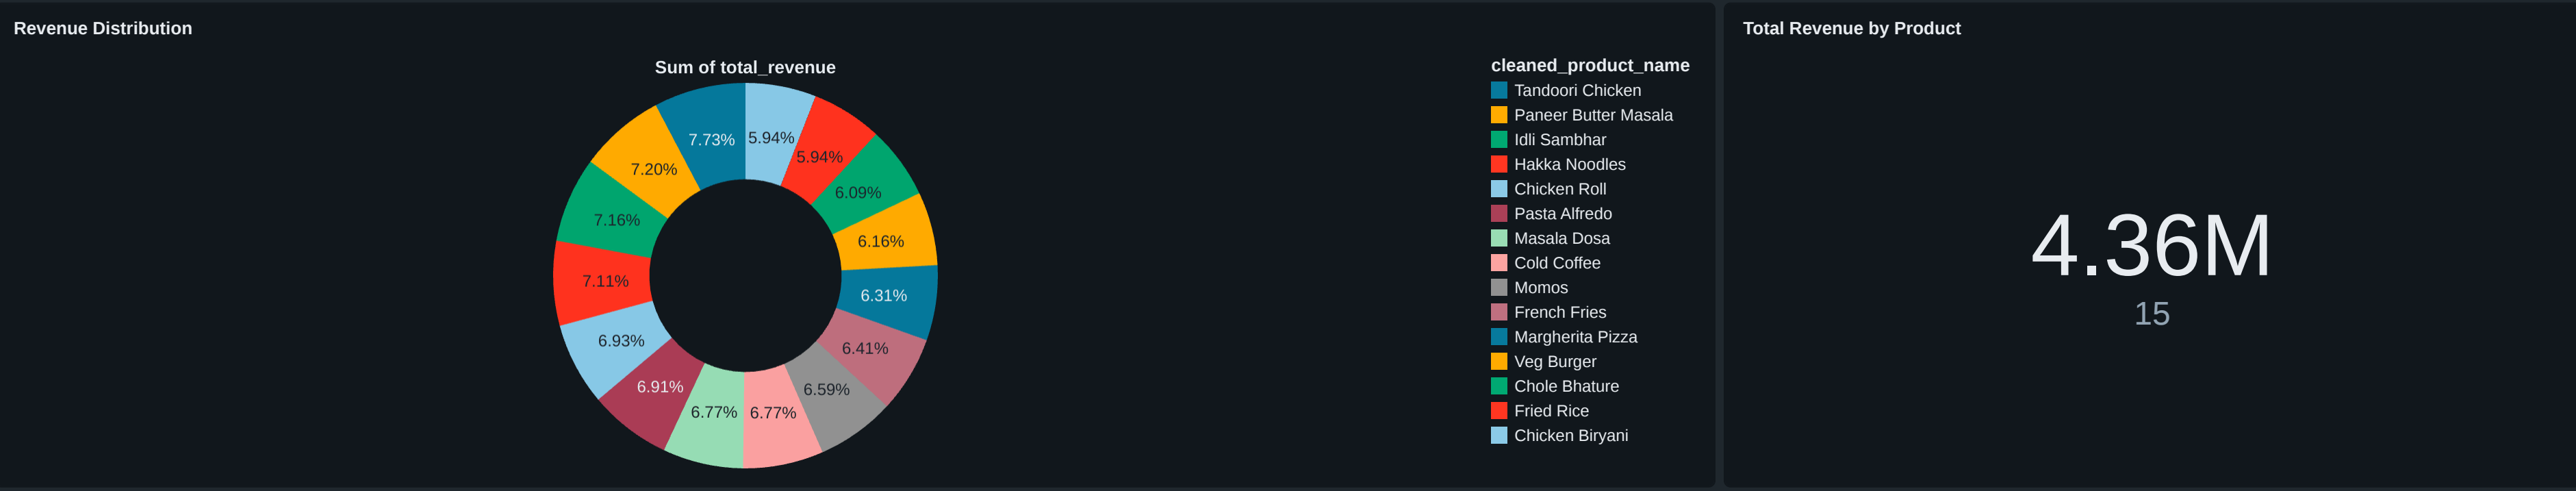 Revenue Distribution
Sum of total_revenue
7.73%
5.94%
5.94%
6.09%
6.16%
6.31%
6.41%
6.59%
6.77%
6.77%
6.91%
6.93%
7.11%
7.16%
7.20%
cleaned_product_name
Tandoori Chicken
Paneer Butter Masala
Idli Sambhar
Hakka Noodles
Chicken Roll
Pasta Alfredo
Masala Dosa
Cold Coffee
Momos
French Fries
Margherita Pizza
Veg Burger
Chole Bhature
Fried Rice
Chicken Biryani
Total Revenue by Product
4.36M
15